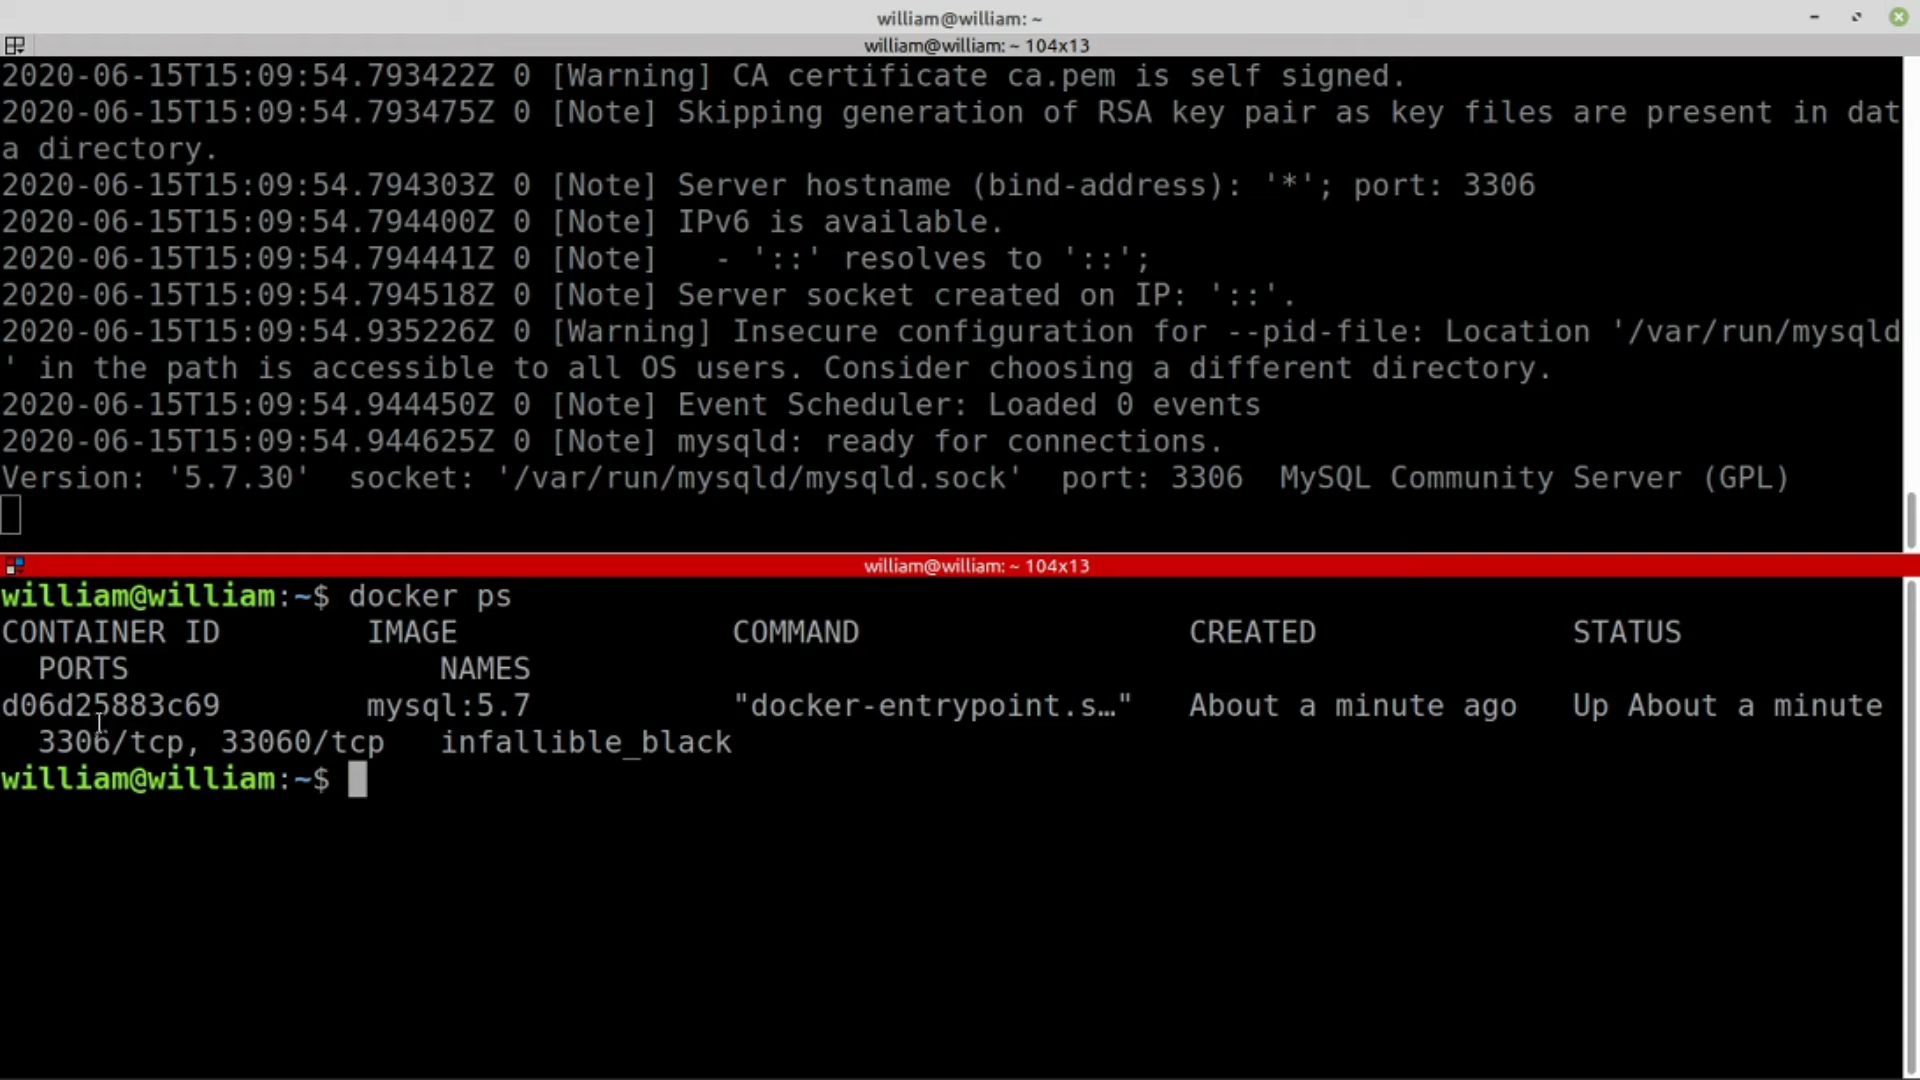 william@william: ~
william@william: ~ 104x13
2020-06-15T15:09:54.793422Z 0 [Warning] CA certificate ca.pem is self signed.
2020-06-15T15:09:54.793475Z 0 [Note] Skipping generation of RSA key pair as key files are present in dat
a directory.
2020-06-15T15:09:54.794303Z 0 [Note] Server hostname (bind-address): '*'; port: 3306
2020-06-15T15:09:54.794400Z 0 [Note] IPv6 is available.
2020-06-15T15:09:54.794441Z 0 [Note]   - '::' resolves to '::';
2020-06-15T15:09:54.794518Z 0 [Note] Server socket created on IP: '::'.
2020-06-15T15:09:54.935226Z 0 [Warning] Insecure configuration for --pid-file: Location '/var/run/mysqld
' in the path is accessible to all OS users. Consider choosing a different directory.
2020-06-15T15:09:54.944450Z 0 [Note] Event Scheduler: Loaded 0 events
2020-06-15T15:09:54.944625Z 0 [Note] mysqld: ready for connections.
Version: '5.7.30'  socket: '/var/run/mysqld/mysqld.sock'  port: 3306  MySQL Community Server (GPL)
william@william: ~ 104x13
william@william:~$ docker ps
CONTAINER ID        IMAGE               COMMAND                  CREATED              STATUS
  PORTS                 NAMES
d06d25883c69        mysql:5.7           "docker-entrypoint.s…"   About a minute ago   Up About a minute
  3306/tcp, 33060/tcp   infallible_black
william@william:~$